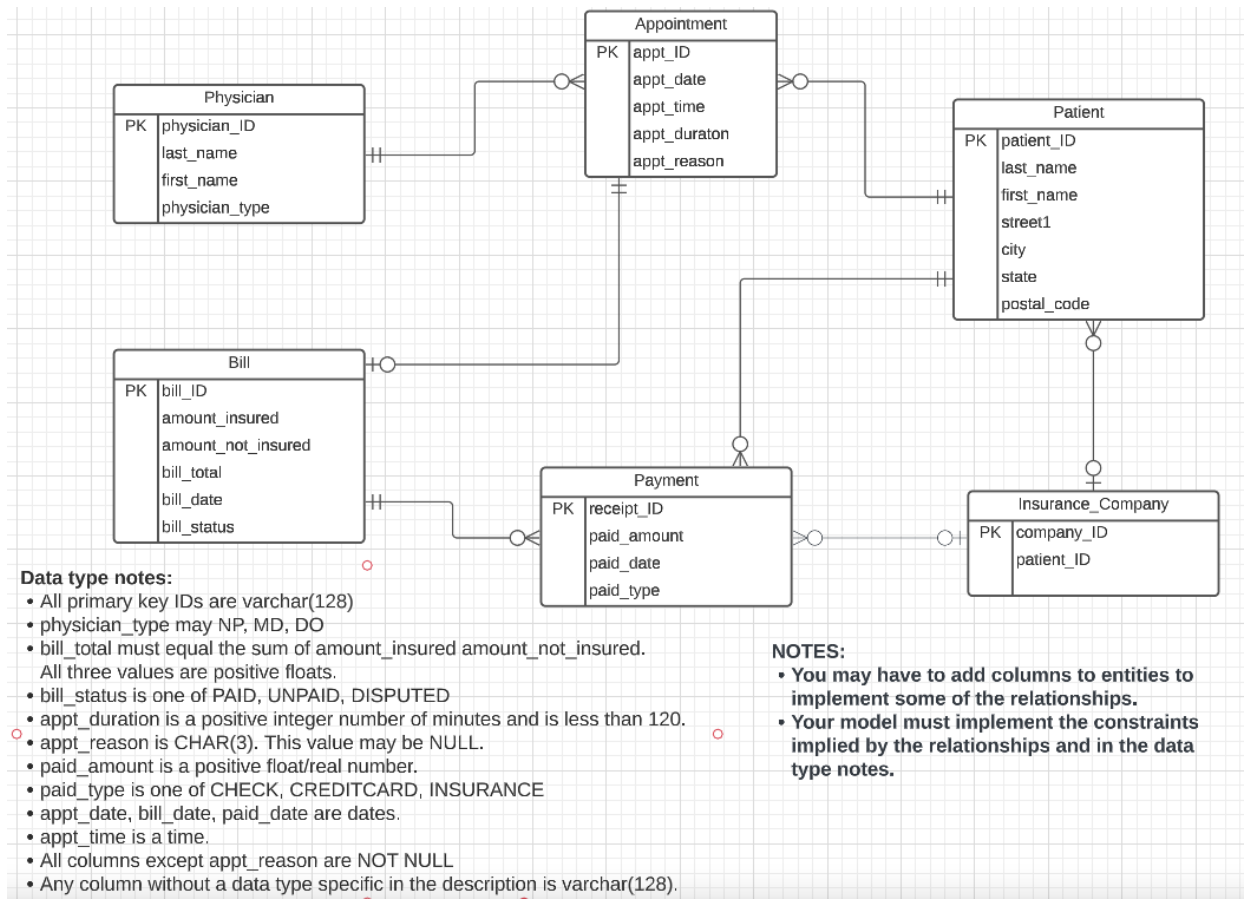 Appointment
PK appt_ID
appt_date
appt_time
appt_duraton
appt_reason
Physician
PK physician_ID
last_name
first_name
physician_type
Patient
PK patient_ID
last_name
first_name
street1
city
state
postal_code
Bill
PK bill_ID
amount_insured
amount_not_insured
bill_total
bill_date
bill_status
Payment
PK receipt_ID
paid_amount
paid_date
paid_type
Insurance_Company
PK company_ID
patient_ID
Data type notes:
• All primary key IDs are varchar(128)
• physician_type may NP, MD, DO
• bill_total must equal the sum of amount_insured amount_not_insured.
All three values are positive floats.
• bill_status is one of PAID, UNPAID, DISPUTED
• appt_duration is a positive integer number of minutes and is less than 120.
• appt_reason is CHAR(3). This value may be NULL.
• paid_amount is a positive float/real number.
• paid_type is one of CHECK, CREDITCARD, INSURANCE
• appt_date, bill_date, paid_date are dates.
• appt_time is a time.
• All columns except appt_reason are NOT NULL
• Any column without a data type specific in the description is varchar(128).
NOTES:
• You may have to add columns to entities to
implement some of the relationships.
• Your model must implement the constraints
implied by the relationships and in the data
type notes.